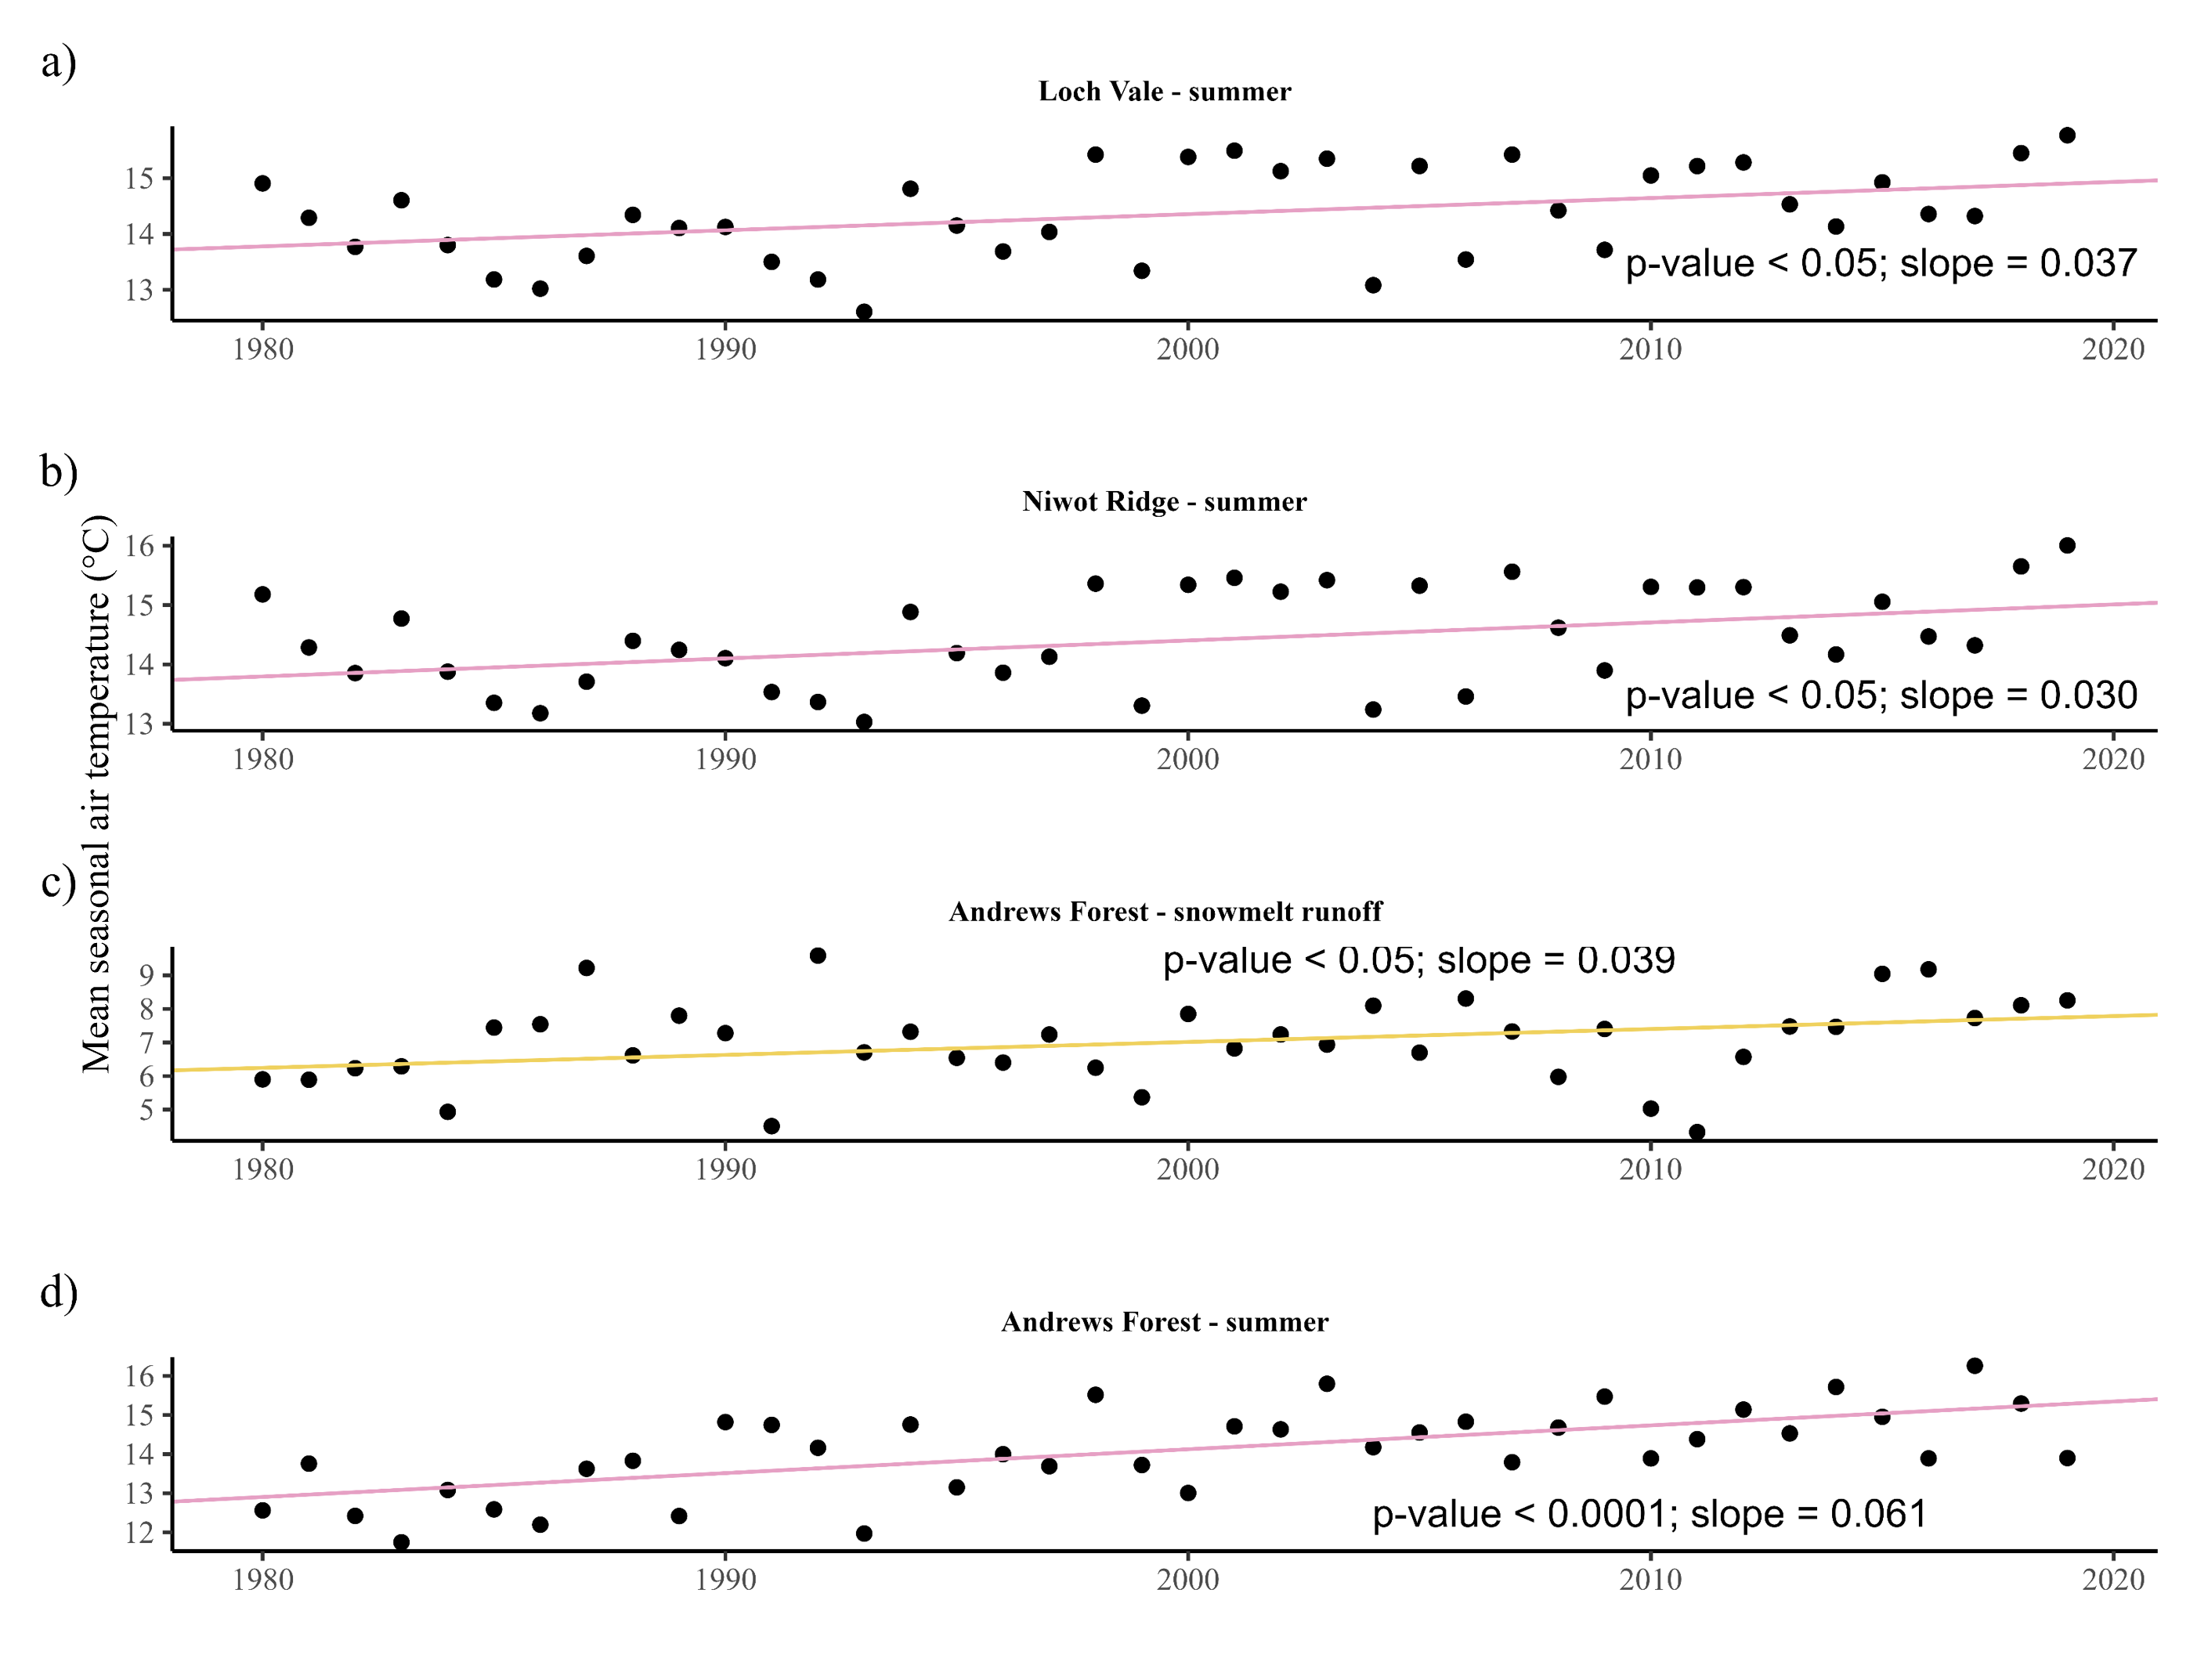 a)
Loch Vale - summer
15
14
13
p-value < 0.05; slope = 0.037
1980 1990 2000 2010 2020
b)
Niwot Ridge - summer
Mean seasonal air temperature (°C)
16
15
14
13
p-value < 0.05; slope = 0.030
1980 1990 2000 2010 2020
c)
Andrews Forest - snowmelt runoff
p-value < 0.05; slope = 0.039
9
8
7
6
5
1980 1990 2000 2010 2020
d)
Andrews Forest - summer
16
15
14
13
12
p-value < 0.0001; slope = 0.061
1980 1990 2000 2010 2020